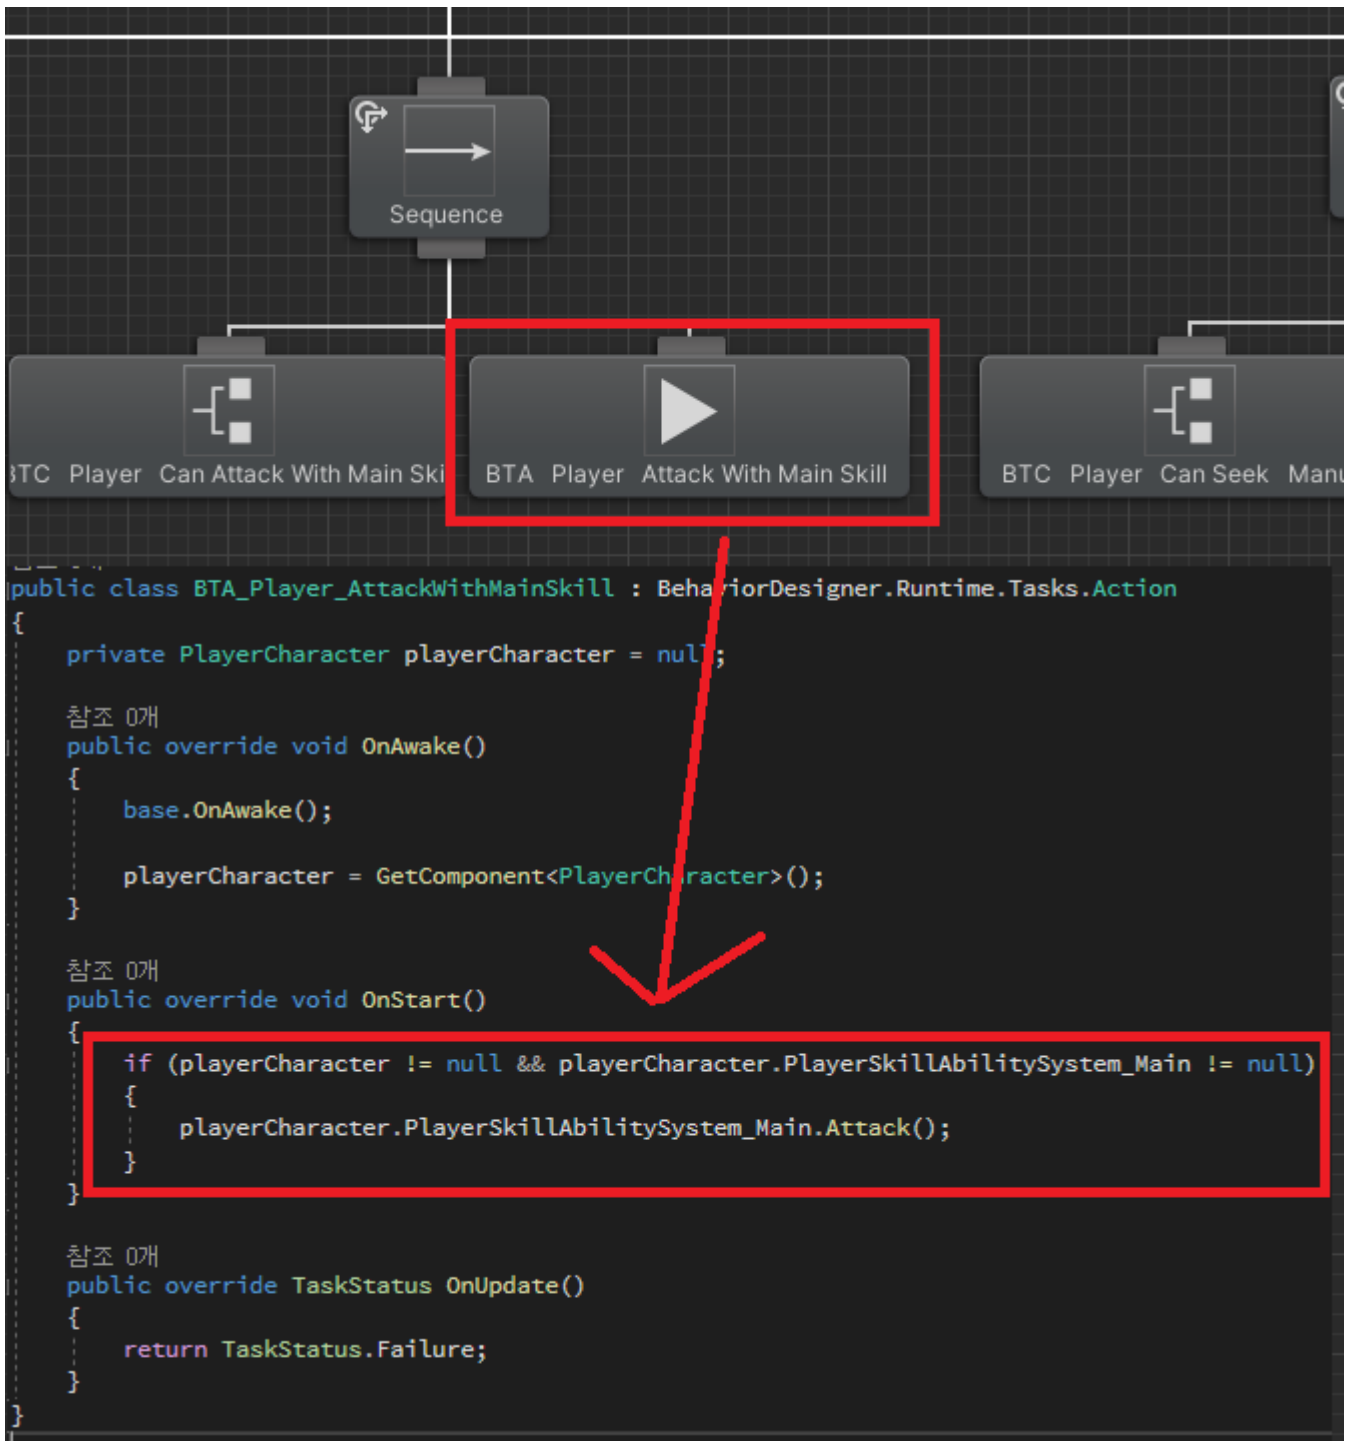 Sequence
BTC Player Can Attack With Main Ski
BTA Player Attack With Main Skill
BTC Player Can Seek Manu
public class BTA_Player_AttackWithMainSkill : BehaviorDesigner.Runtime.Tasks.Action
{
private PlayerCharacter playerCharacter = null;
참조 0개
public override void OnAwake()
{
base.OnAwake();
playerCharacter = GetComponent<PlayerCharacter>();
}
참조 0개
public override void OnStart()
{
if (playerCharacter != null && playerCharacter.PlayerSkillAbilitySystem_Main != null)
{
playerCharacter.PlayerSkillAbilitySystem_Main.Attack();
}
}
참조 0개
public override TaskStatus OnUpdate()
{
return TaskStatus.Failure;
}
}